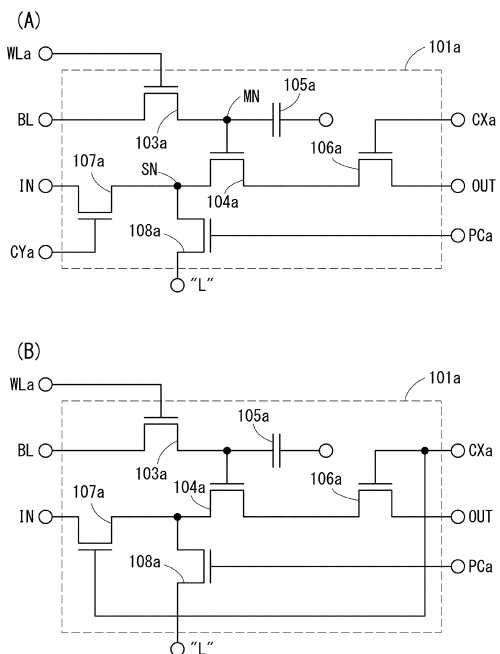 (A)
WLa
101a
BL
MN
105a
CXa
103a
107a
SN
106a
IN
104a
OUT
108a
CYa
PCa
"L"
(B)
WLa
101a
BL
105a
CXa
103a
107a
104a
106a
IN
OUT
108a
PCa
"L"